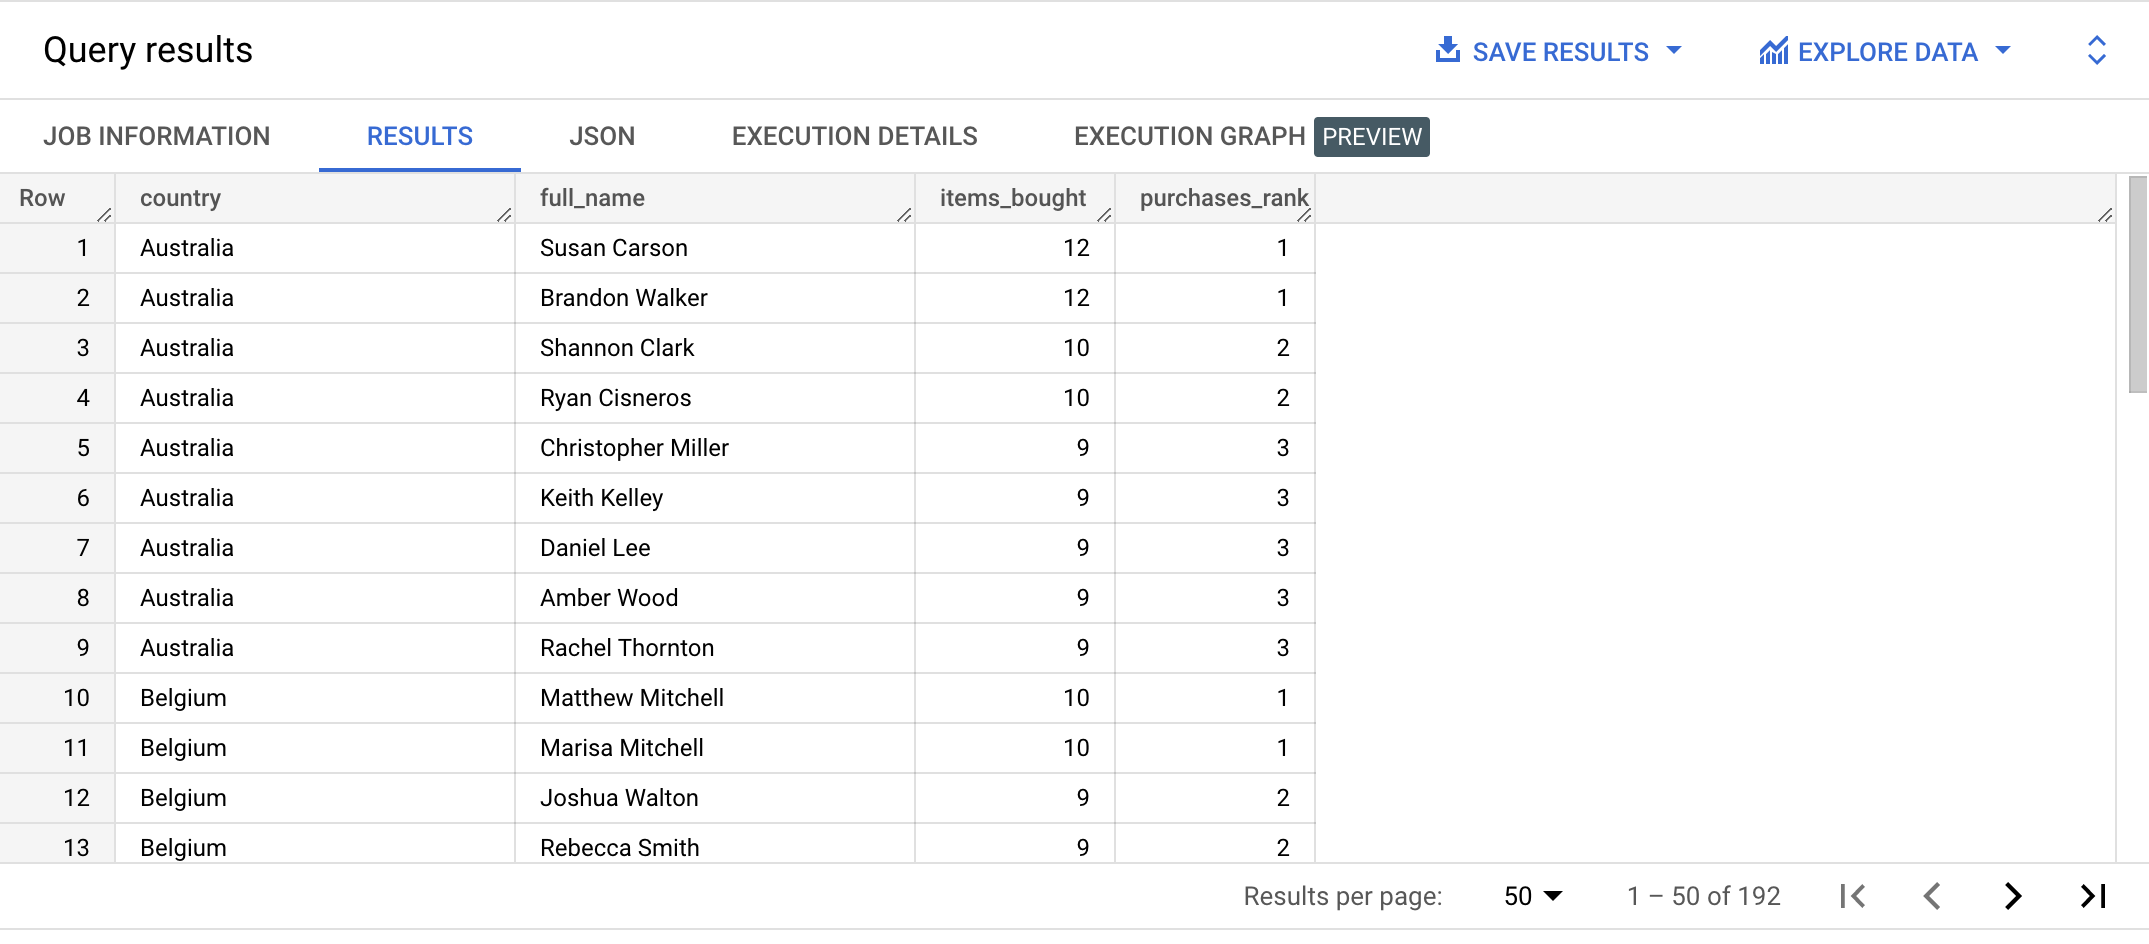 Query results
SAVE RESULTS
EXPLORE DATA
JOB INFORMATION RESULTS JSON EXECUTION DETAILS EXECUTION GRAPH PREVIEW
Row country full_name items_bought purchases_rank
1 Australia Susan Carson 12 1
2 Australia Brandon Walker 12 1
3 Australia Shannon Clark 10 2
4 Australia Ryan Cisneros 10 2
5 Australia Christopher Miller 9 3
6 Australia Keith Kelley 9 3
7 Australia Daniel Lee 9 3
8 Australia Amber Wood 9 3
9 Australia Rachel Thornton 9 3
10 Belgium Matthew Mitchell 10 1
11 Belgium Marisa Mitchell 10 1
12 Belgium Joshua Walton 9 2
13 Belgium Rebecca Smith 9 2
Results per page: 50 1 – 50 of 192